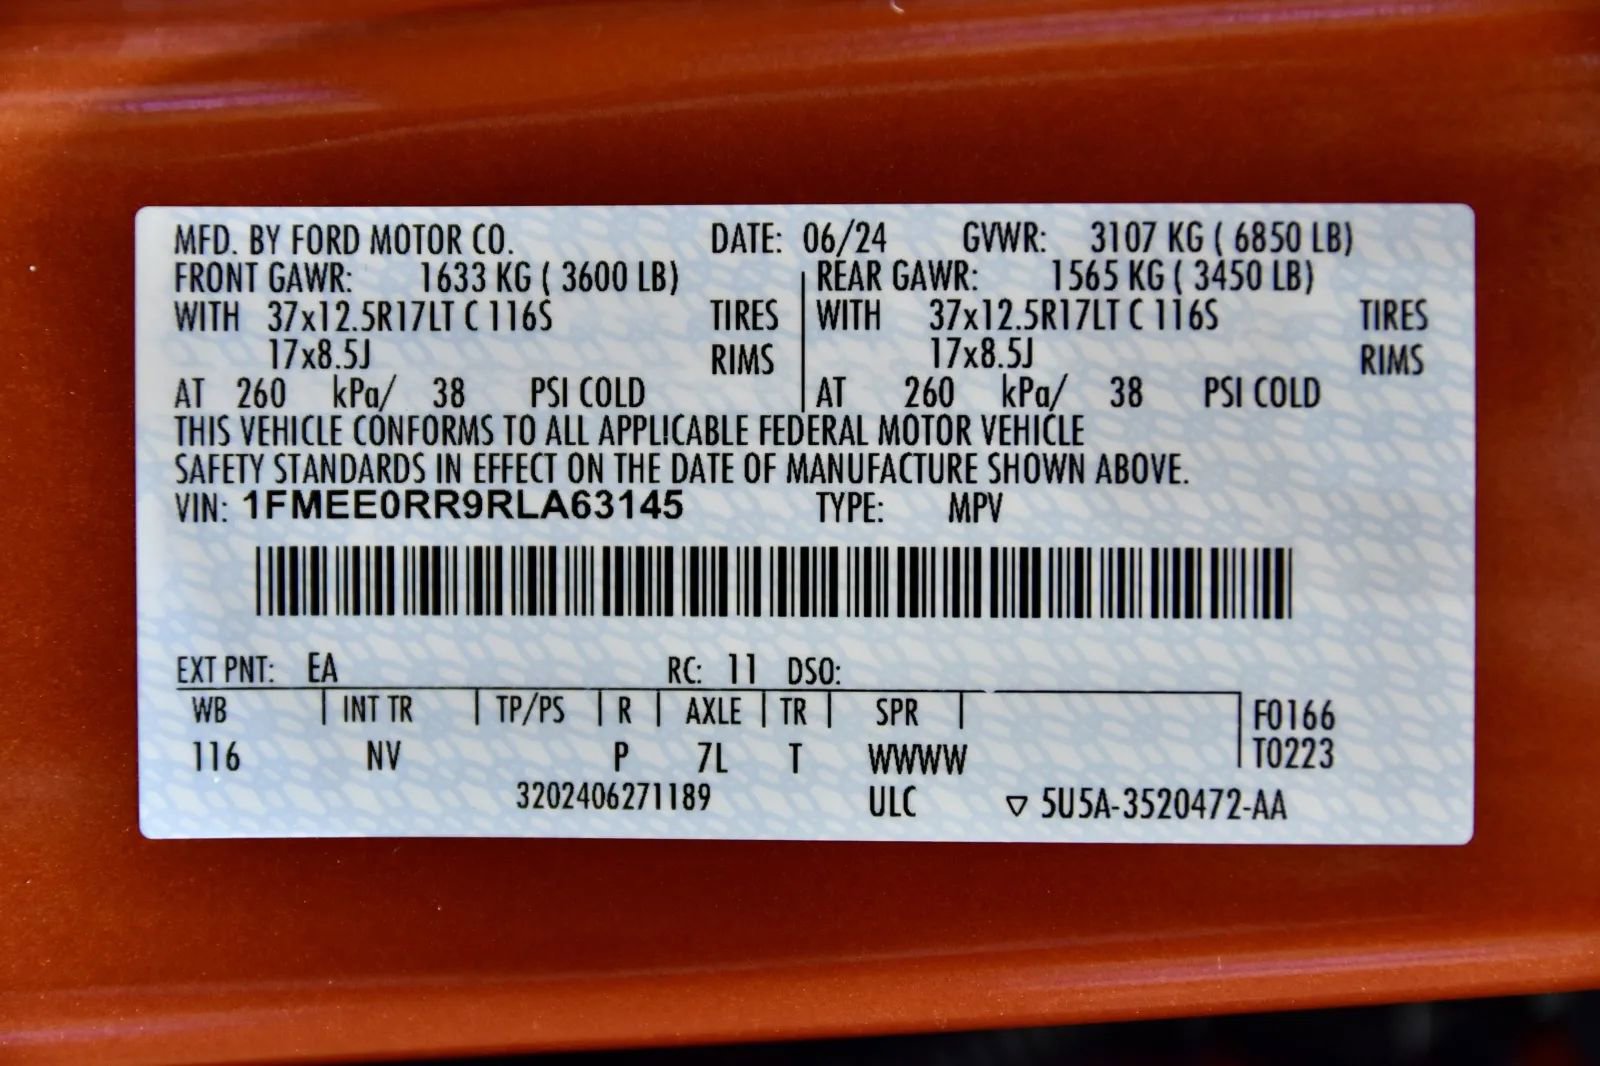 MFD. BY FORD MOTOR CO. DATE: 06/24 GVWR: 3107 KG ( 6850 LB)
FRONT GAWR: 1633 KG ( 3600 LB) REAR GAWR: 1565 KG ( 3450 LB)
WITH 37x12.5R17LT C 116S TIRES WITH 37x12.5R17LT C 116S TIRES
17x8.5J RIMS 17x8.5J RIMS
AT 260 kPa/ 38 PSI COLD AT 260 kPa/ 38 PSI COLD
THIS VEHICLE CONFORMS TO ALL APPLICABLE FEDERAL MOTOR VEHICLE
SAFETY STANDARDS IN EFFECT ON THE DATE OF MANUFACTURE SHOWN ABOVE.
VIN: 1FMEE0RR9RLA63145 TYPE: MPV
EXT PNT: EA RC: 11 DSO:
WB INT TR TP/PS R AXLE TR SPR F0166
116 NV P 7L T WWWW T0223
3202406271189 ULC ▽ 5U5A-3520472-AA